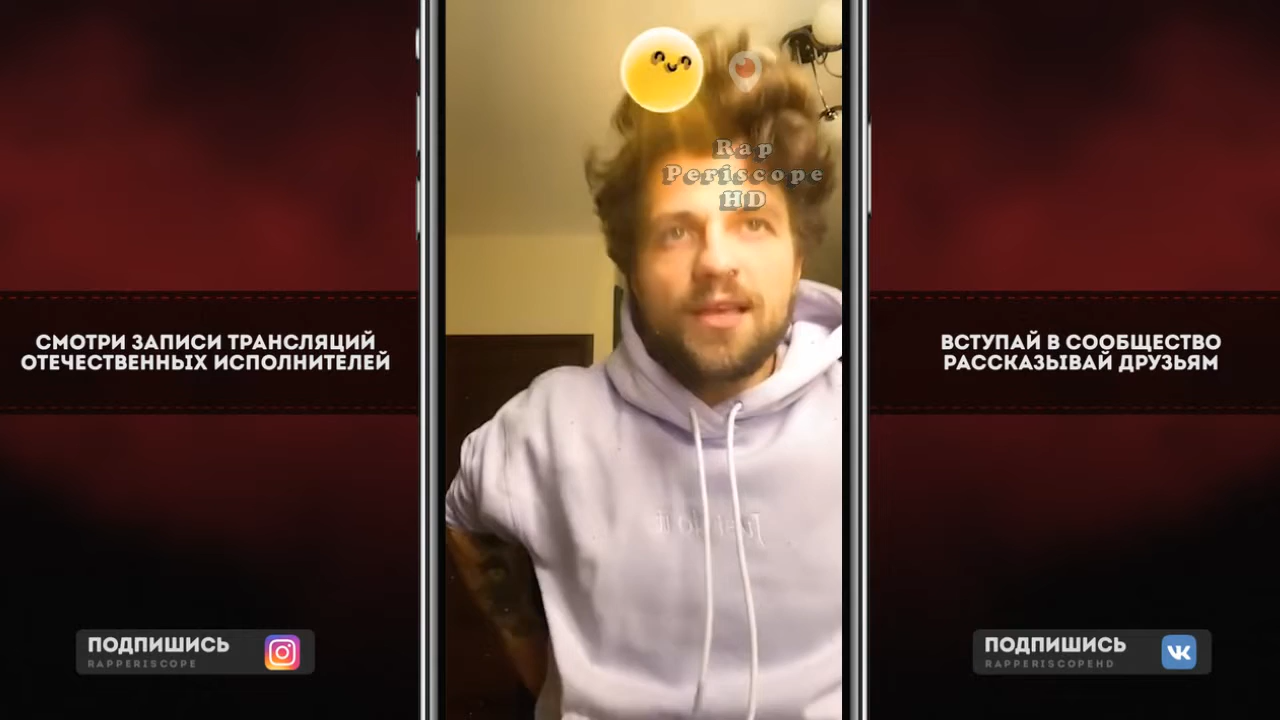 Rap
Periscope
HD
СМОТРИ ЗАПИСИ ТРАНСЛЯЦИЙ
ОТЕЧЕСТВЕННЫХ ИСПОЛНИТЕЛЕЙ
ВСТУПАЙ В СООБЩЕСТВО
РАССКАЗЫВАЙ ДРУЗЬЯМ
ПОДПИШИСЬ
RAPPERISCOPE
ПОДПИШИСЬ
RAPPERISCOPEHD